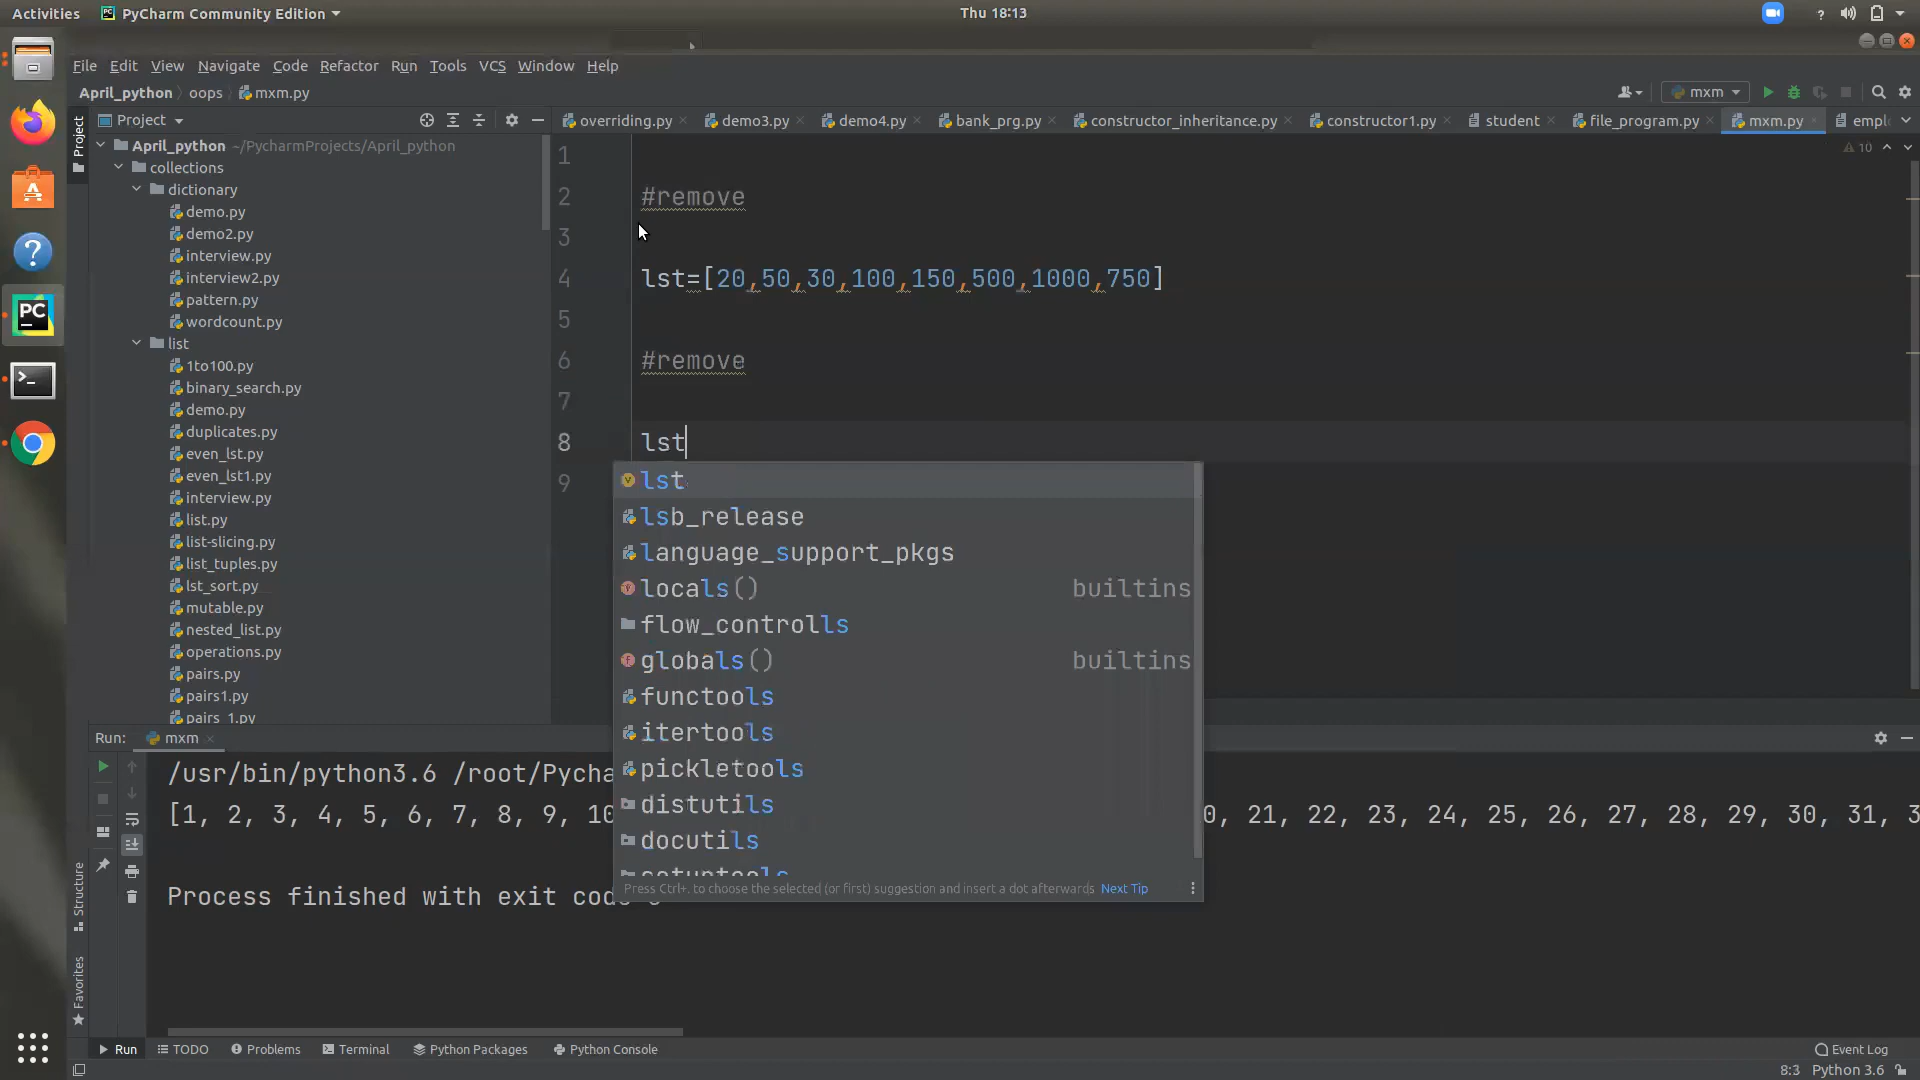 Activities PyCharm Community Edition Thu 18:13 ?
File Edit View Navigate Code Refactor Run Tools VCS Window Help
April_python oops mxm.py mxm
Project overriding.py demo3.py demo4.py bank_prg.py constructor_inheritance.py constructor1.py student file_program.py mxm.py emplo
Project
April_python ~/PycharmProjects/April_python
collections
dictionary
demo.py
demo2.py
interview.py
interview2.py
pattern.py
wordcount.py
list
1to100.py
binary_search.py
demo.py
duplicates.py
even_lst.py
even_lst1.py
interview.py
list.py
list-slicing.py
list_tuples.py
lst_sort.py
mutable.py
nested_list.py
operations.py
pairs.py
pairs1.py
pairs_1.py
10
1
2 #remove
3
4 lst=[20,50,30,100,150,500,1000,750]
5
6 #remove
7
8 lst
9
lst
lsb_release
language_support_pkgs
locals() builtins
flow_controlls
globals() builtins
functools
itertools
pickletools
distutils
docutils
setuptools
Press Ctrl+. to choose the selected (or first) suggestion and insert a dot afterwards Next Tip
Run: mxm
/usr/bin/python3.6 /root/Pycha
[1, 2, 3, 4, 5, 6, 7, 8, 9, 10 0, 21, 22, 23, 24, 25, 26, 27, 28, 29, 30, 31, 3
Process finished with exit code 0
Structure
Favorites
Run TODO Problems Terminal Python Packages Python Console Event Log
8:3 Python 3.6